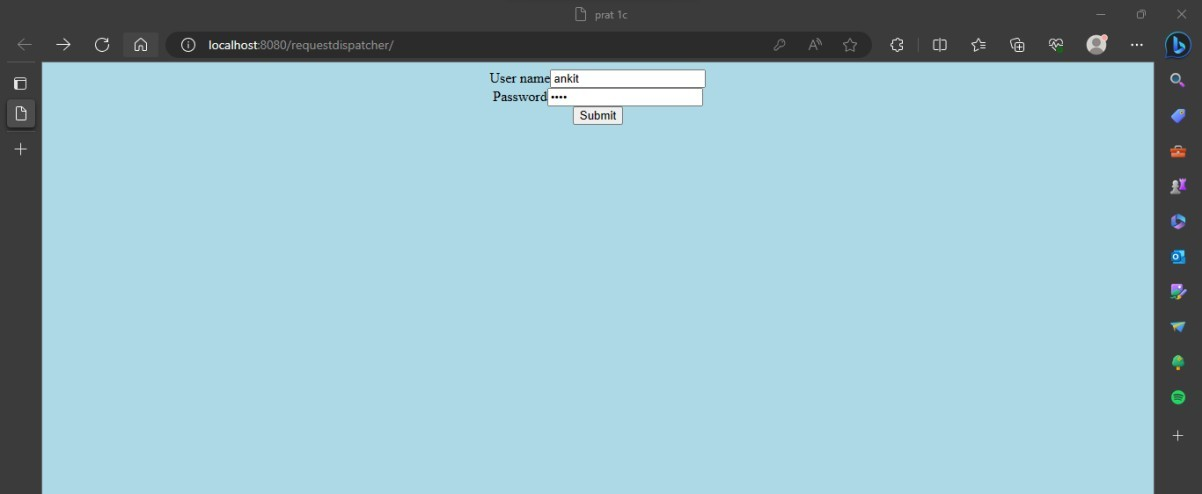 prat 1c
localhost:8080/requestdispatcher/
User name ankit
Password ••••
Submit